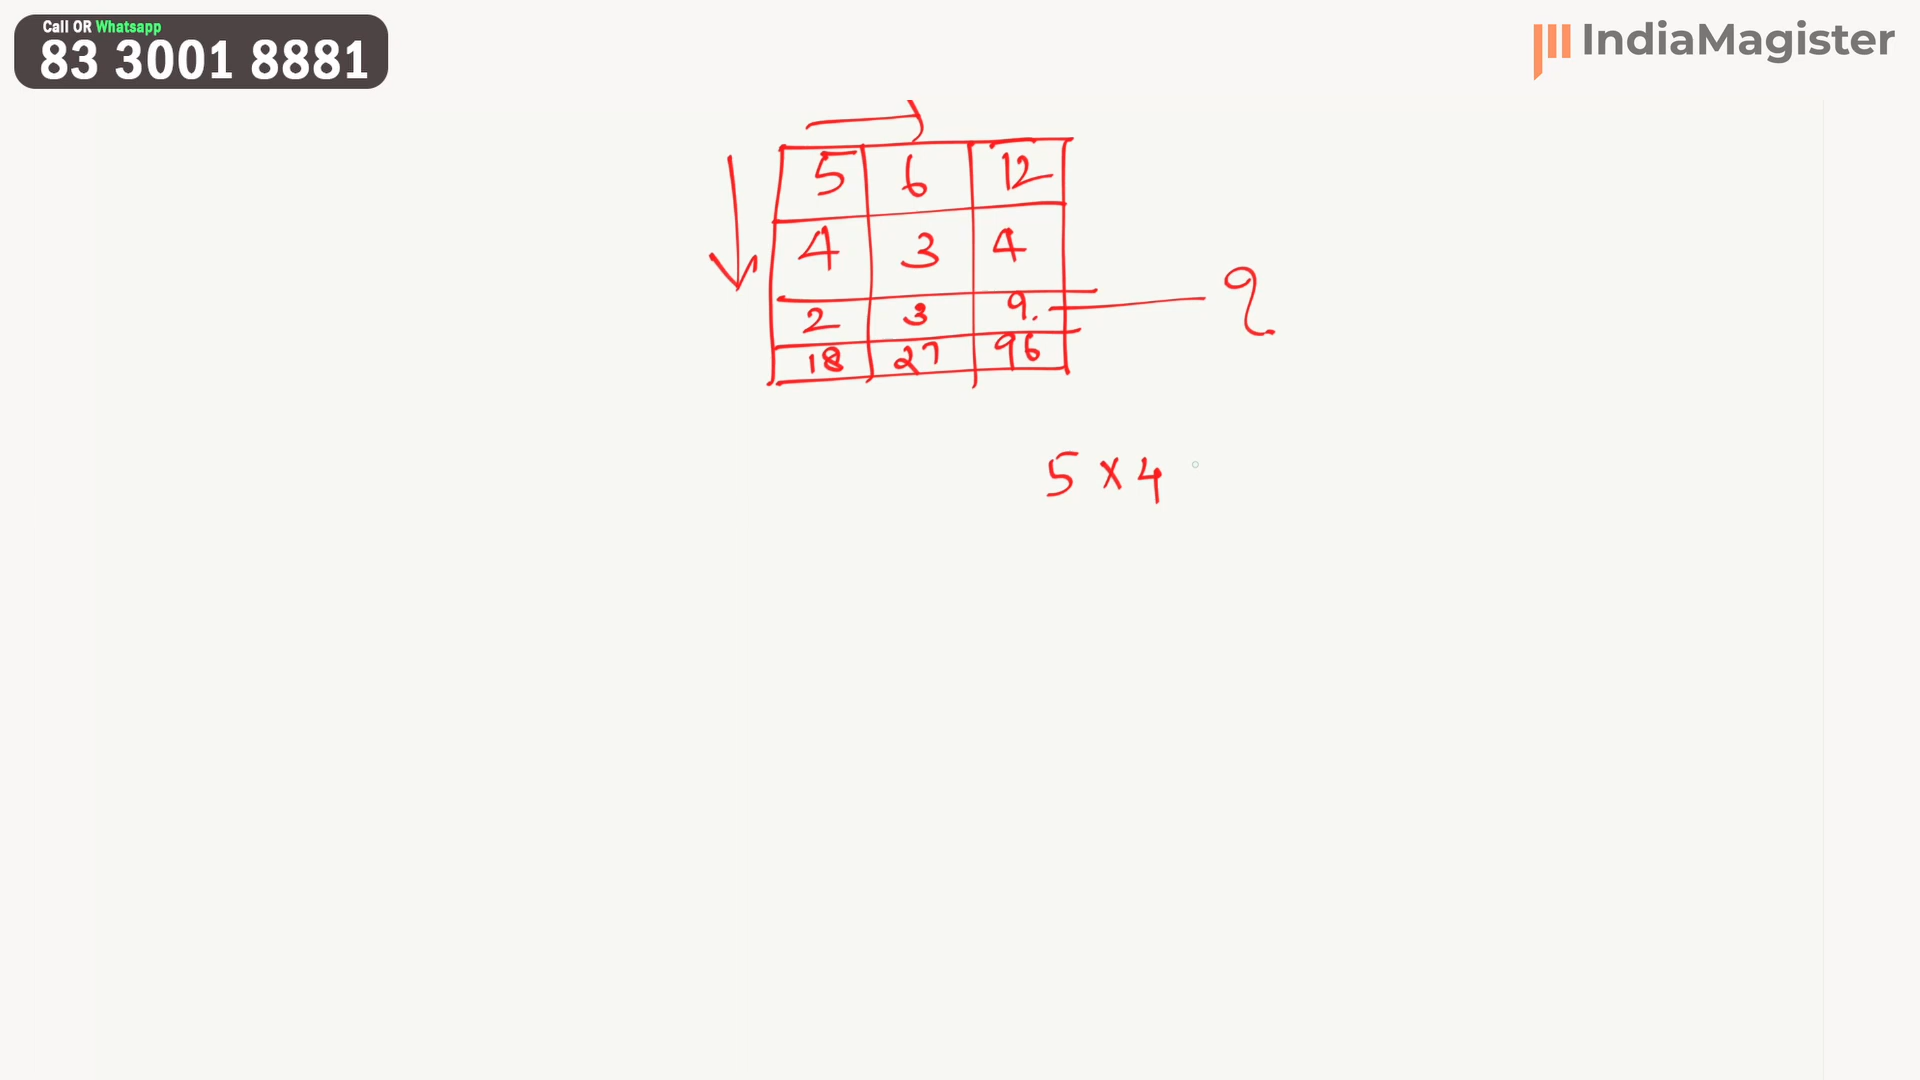 Call OR Whatsapp
83 3001 8881
IndiaMagister
5 6 12
4 3 4
2 3 9.
18 27 96
5 x 4